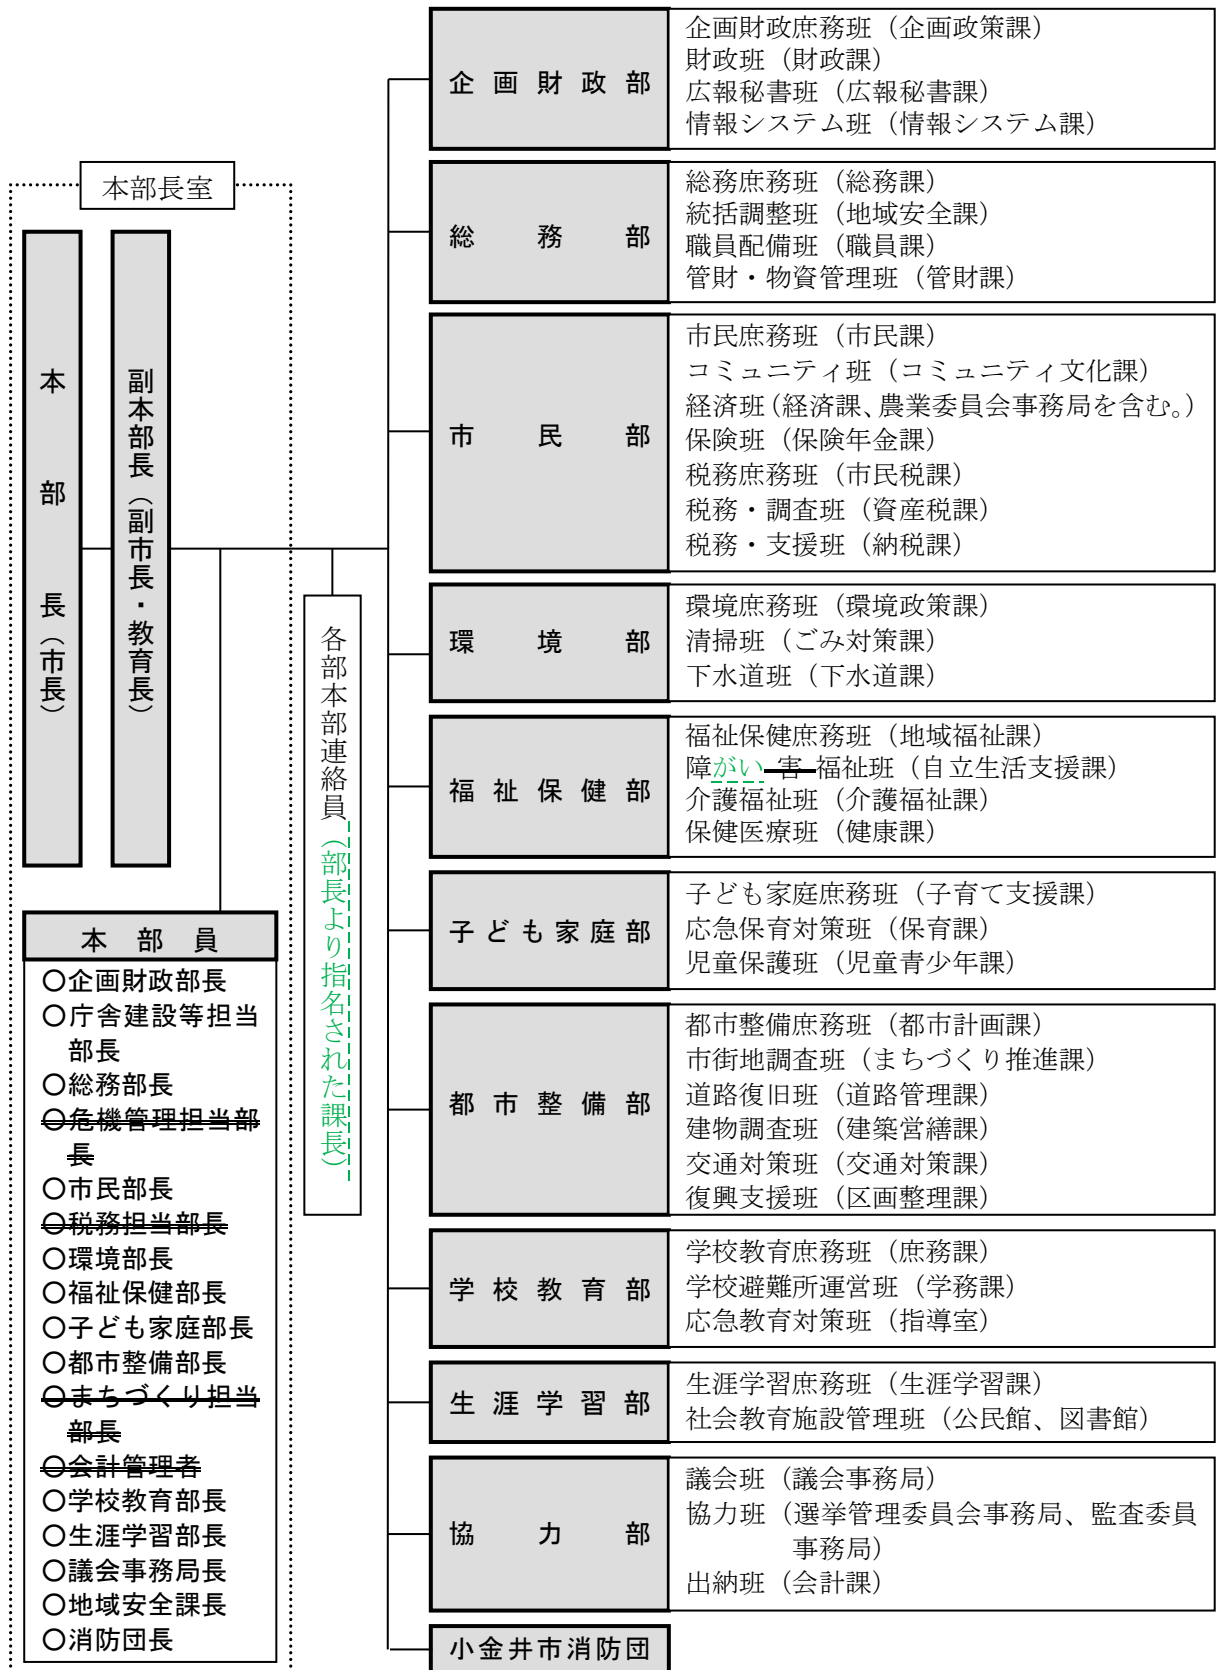 本部長室
本部長（市長）
副本部長（副市長・教育長）
本部員
〇企画財政部長
〇庁舎建設等担当
部長
〇総務部長
〇危機管理担当部
長
〇市民部長
〇税務担当部長
〇環境部長
〇福祉保健部長
〇子ども家庭部長
〇都市整備部長
〇まちづくり担当
部長
〇会計管理者
〇学校教育部長
〇生涯学習部長
〇議会事務局長
〇地域安全課長
〇消防団長
各部本部連絡員（部長より指名された課長）
企画財政部
企画財政庶務班（企画政策課）
財政班（財政課）
広報秘書班（広報秘書課）
情報システム班（情報システム課）
総務部
総務庶務班（総務課）
統括調整班（地域安全課）
職員配備班（職員課）
管財・物資管理班（管財課）
市民部
市民庶務班（市民課）
コミュニティ班（コミュニティ文化課）
経済班（経済課、農業委員会事務局を含む。）
保険班（保険年金課）
税務庶務班（市民税課）
税務・調査班（資産税課）
税務・支援班（納税課）
環境部
環境庶務班（環境政策課）
清掃班（ごみ対策課）
下水道班（下水道課）
福祉保健部
福祉保健庶務班（地域福祉課）
障がい害福祉班（自立生活支援課）
介護福祉班（介護福祉課）
保健医療班（健康課）
子ども家庭部
子ども家庭庶務班（子育て支援課）
応急保育対策班（保育課）
児童保護班（児童青少年課）
都市整備部
都市整備庶務班（都市計画課）
市街地調査班（まちづくり推進課）
道路復旧班（道路管理課）
建物調査班（建築営繕課）
交通対策班（交通対策課）
復興支援班（区画整理課）
学校教育部
学校教育庶務班（庶務課）
学校避難所運営班（学務課）
応急教育対策班（指導室）
生涯学習部
生涯学習庶務班（生涯学習課）
社会教育施設管理班（公民館、図書館）
協力部
議会班（議会事務局）
協力班（選挙管理委員会事務局、監査委員
事務局）
出納班（会計課）
小金井市消防団